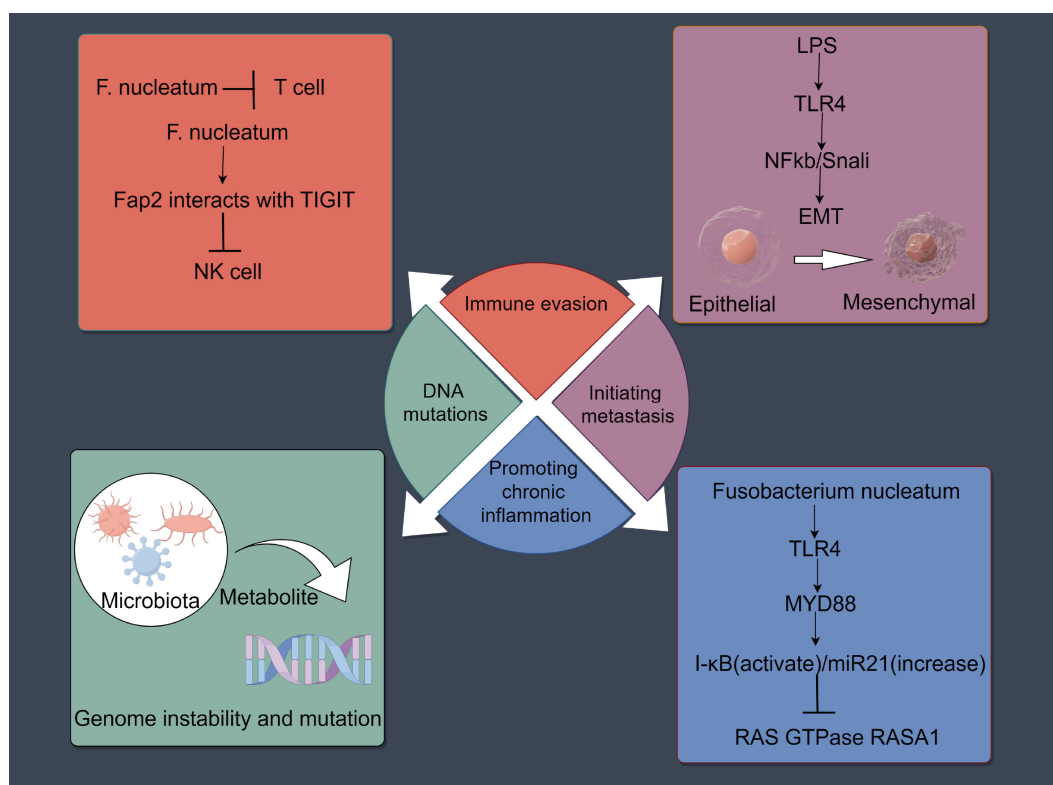 F. nucleatum T cell
F. nucleatum
Fap2 interacts with TIGIT
NK cell
LPS
TLR4
NFkb/Snali
EMT
Epithelial
Mesenchymal
Immune evasion
DNA
mutations
Initiating
metastasis
Promoting
chronic
inflammation
Microbiota
Metabolite
Genome instability and mutation
Fusobacterium nucleatum
TLR4
MYD88
I-κB(activate)/miR21(increase)
RAS GTPase RASA1